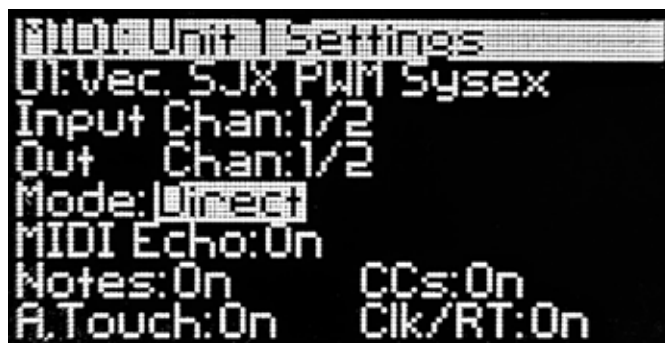 MIDI: Unit 1 Settings
U1:Vec. SJX PWM Sysex
Input Chan:1/2
Out Chan:1/2
Mode:Direct
MIDI Echo:On
Notes:On CCs:On
A.Touch:On Clk/RT:On